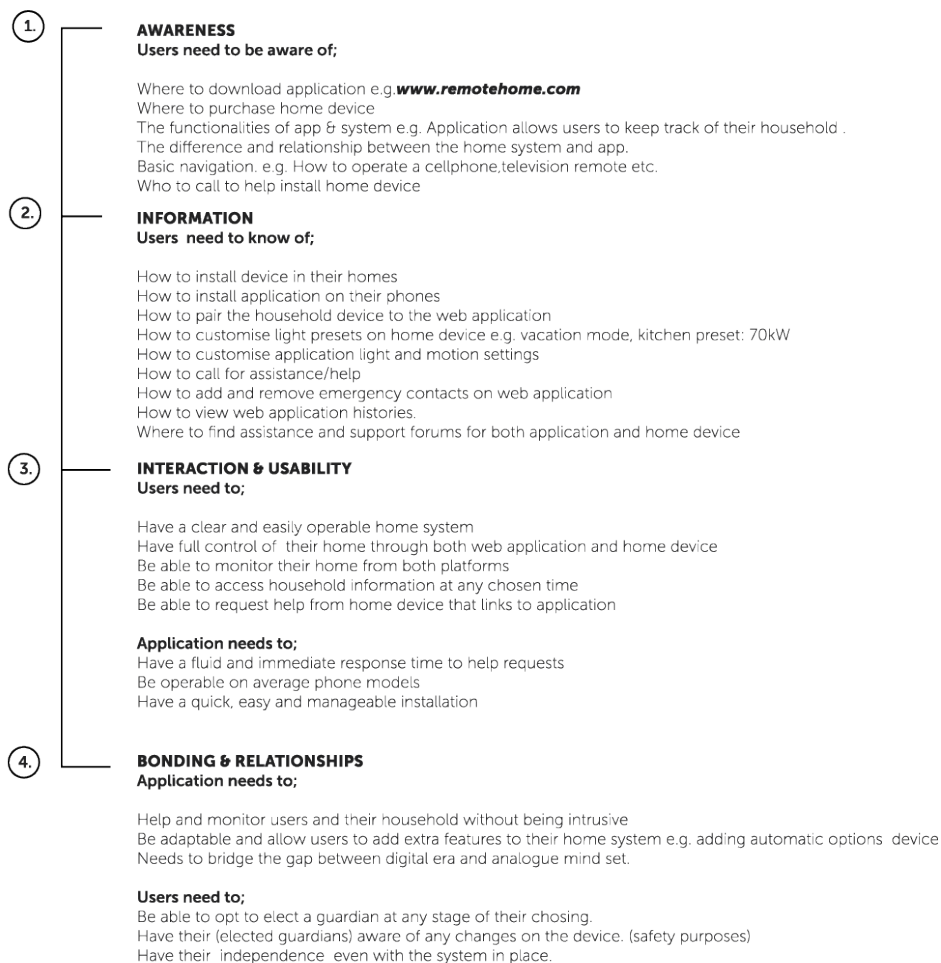 1.
AWARENESS
Users need to be aware of;
Where to download application e.g.www.remotehome.com
Where to purchase home device
The functionalities of app & system e.g. Application allows users to keep track of their household .
The difference and relationship between the home system and app.
Basic navigation. e.g. How to operate a cellphone,television remote etc.
Who to call to help install home device
2.
INFORMATION
Users need to know of;
How to install device in their homes
How to install application on their phones
How to pair the household device to the web application
How to customise light presets on home device e.g. vacation mode, kitchen preset: 70kW
How to customise application light and motion settings
How to call for assistance/help
How to add and remove emergency contacts on web application
How to view web application histories.
Where to find assistance and support forums for both application and home device
3.
INTERACTION & USABILITY
Users need to;
Have a clear and easily operable home system
Have full control of their home through both web application and home device
Be able to monitor their home from both platforms
Be able to access household information at any chosen time
Be able to request help from home device that links to application
Application needs to;
Have a fluid and immediate response time to help requests
Be operable on average phone models
Have a quick, easy and manageable installation
4.
BONDING & RELATIONSHIPS
Application needs to;
Help and monitor users and their household without being intrusive
Be adaptable and allow users to add extra features to their home system e.g. adding automatic options device
Needs to bridge the gap between digital era and analogue mind set.
Users need to;
Be able to opt to elect a guardian at any stage of their chosing.
Have their (elected guardians) aware of any changes on the device. (safety purposes)
Have their independence even with the system in place.